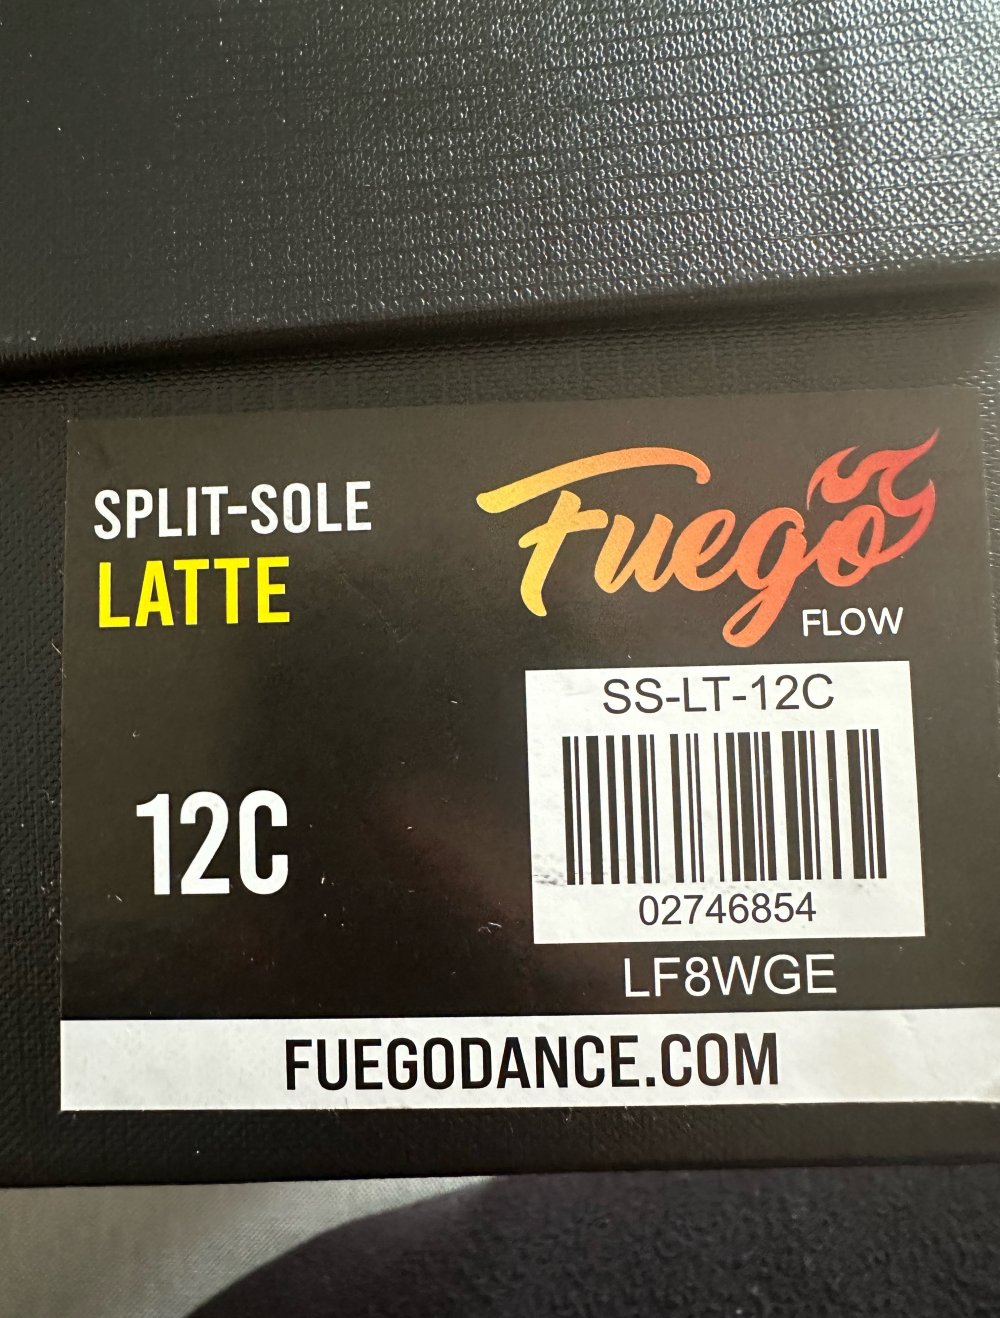 SPLIT-SOLE
LATTE
Fuego
FLOW
SS-LT-12C
12C
02746854
LF8WGE
FUEGODANCE.COM